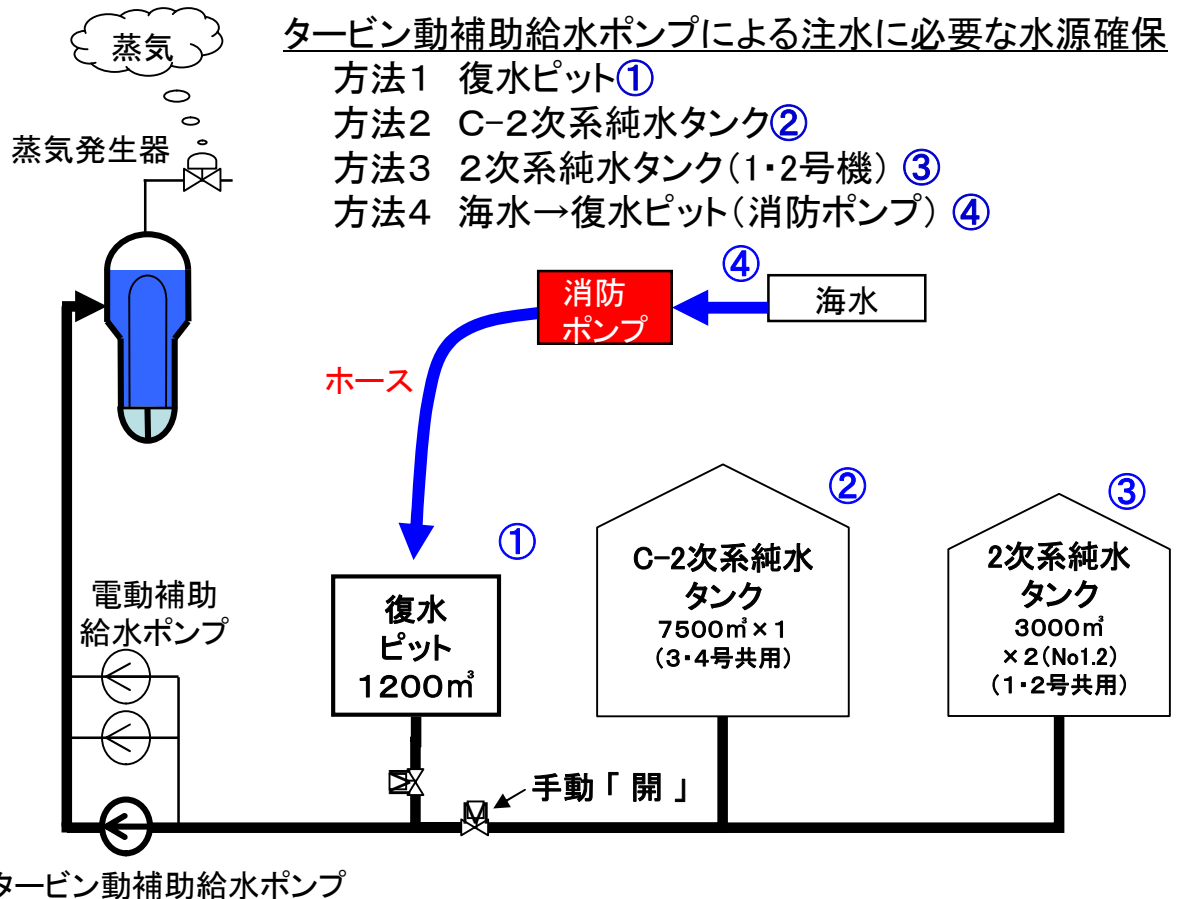 蒸気
タービン動補助給水ポンプによる注水に必要な水源確保
方法1 復水ピット①
方法2 C-2次系純水タンク②
方法3 2次系純水タンク(1・2号機)③
方法4 海水→復水ピット(消防ポンプ)④
蒸気発生器
④
消防
ポンプ
海水
ホース
①
②
③
復水
ピット
1200㎥
C-2次系純水
タンク
7500㎥×1
(3・4号共用)
2次系純水
タンク
3000㎥
×2(No1.2)
(1・2号共用)
電動補助
給水ポンプ
手動「開」
タービン動補助給水ポンプ